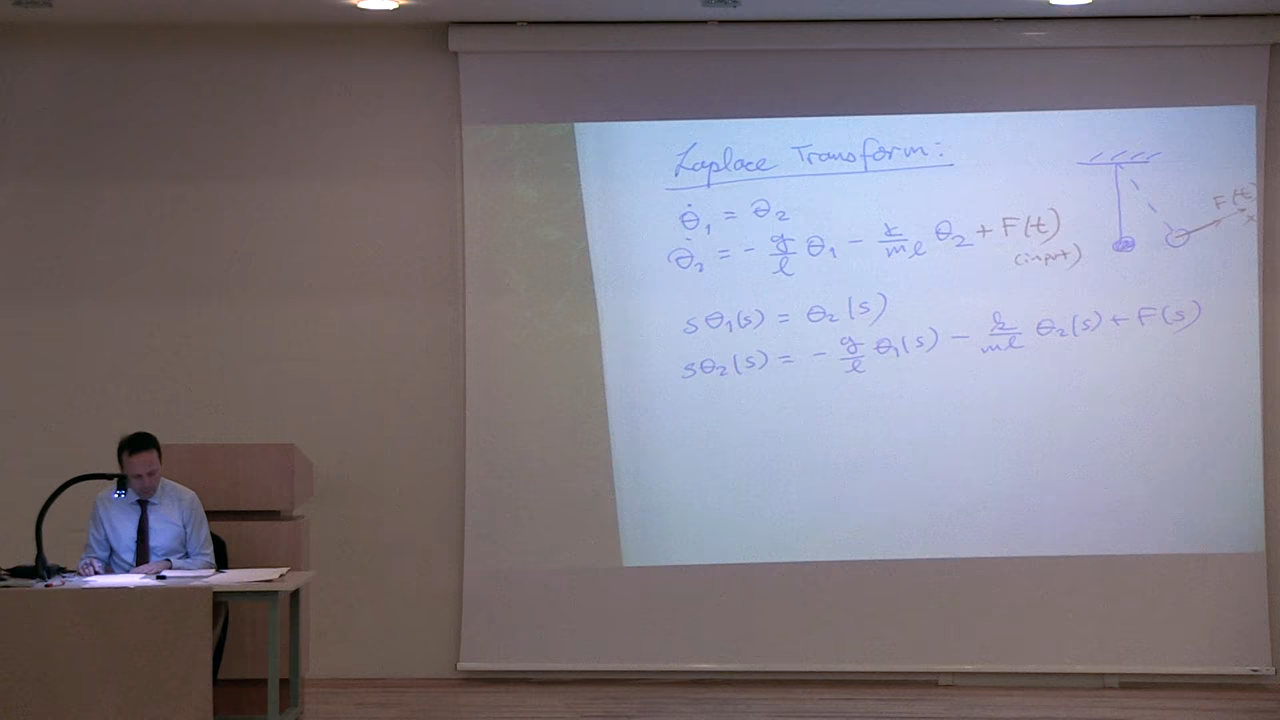 Laplace Transform:
θ̇₁ = θ₂
θ̇₂ = - g/l θ₁ - k/ml θ₂ + F(t)
(input)
F(t)
x
sθ₁(s) = θ₂(s)
sθ₂(s) = - g/l θ₁(s) - k/ml θ₂(s) + F(s)